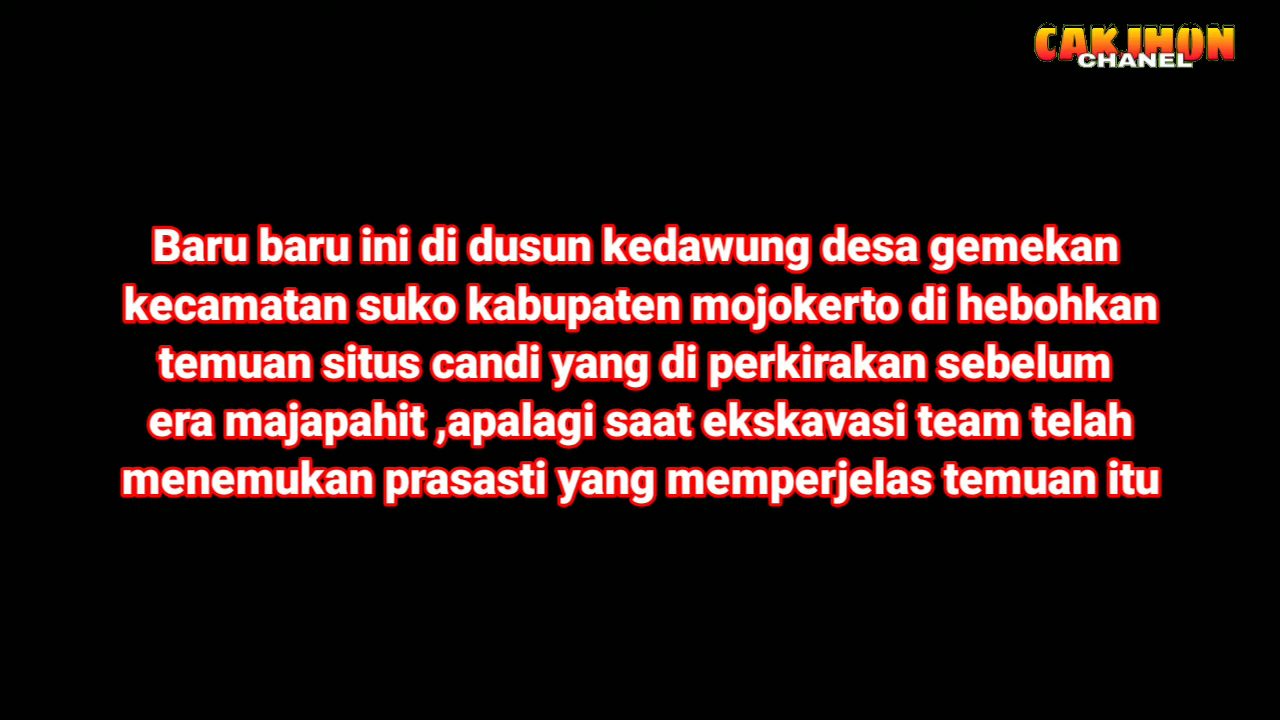 CAKJHON
CHANEL
Baru baru ini di dusun kedawung desa gemekan
kecamatan suko kabupaten mojokerto di hebohkan
temuan situs candi yang di perkirakan sebelum
era majapahit ,apalagi saat ekskavasi team telah
menemukan prasasti yang memperjelas temuan itu